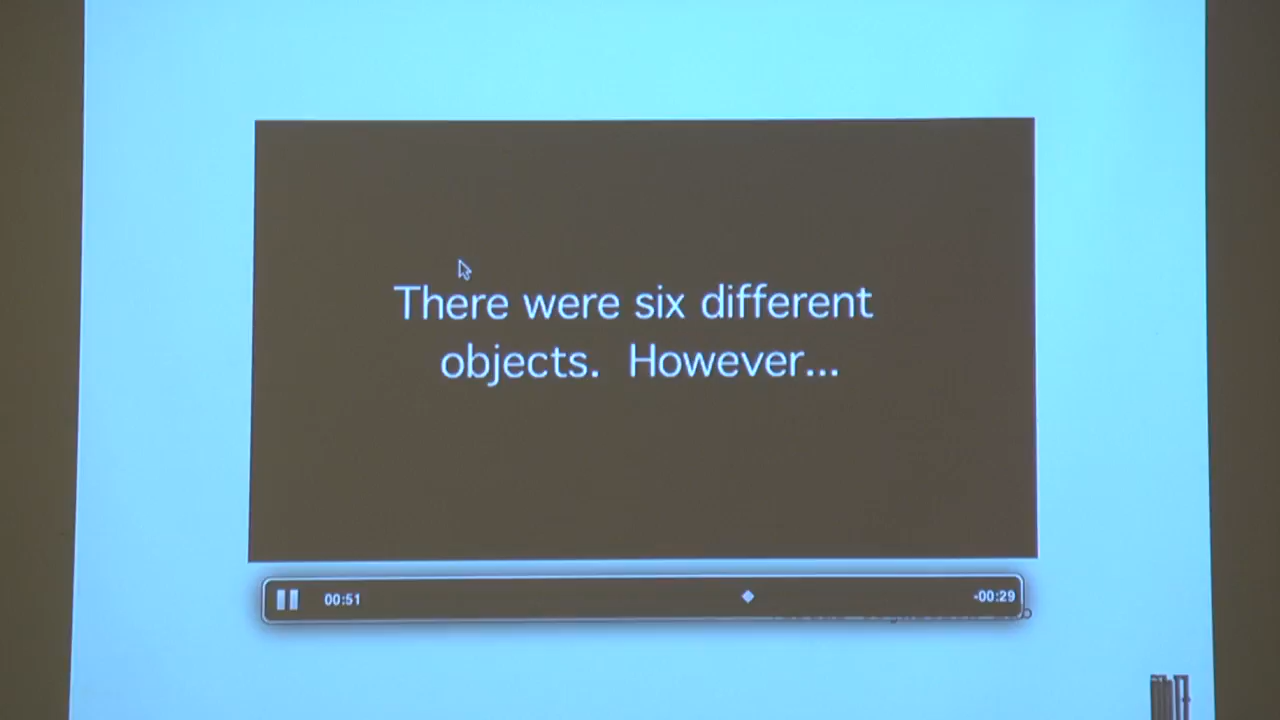 There were six different
objects. However...
00:51
-00:29